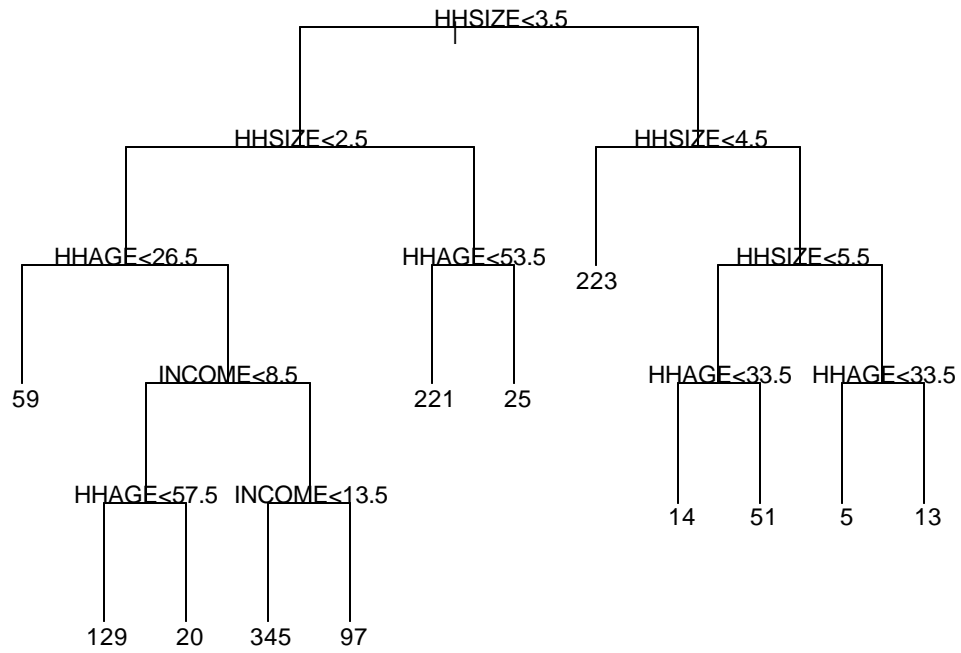 HHSIZE<3.5
HHSIZE<2.5 HHSIZE<4.5
HHAGE<26.5 HHAGE<53.5 223 HHSIZE<5.5
59 INCOME<8.5 221 25 HHAGE<33.5 HHAGE<33.5
HHAGE<57.5 INCOME<13.5 14 51 5 13
129 20 345 97